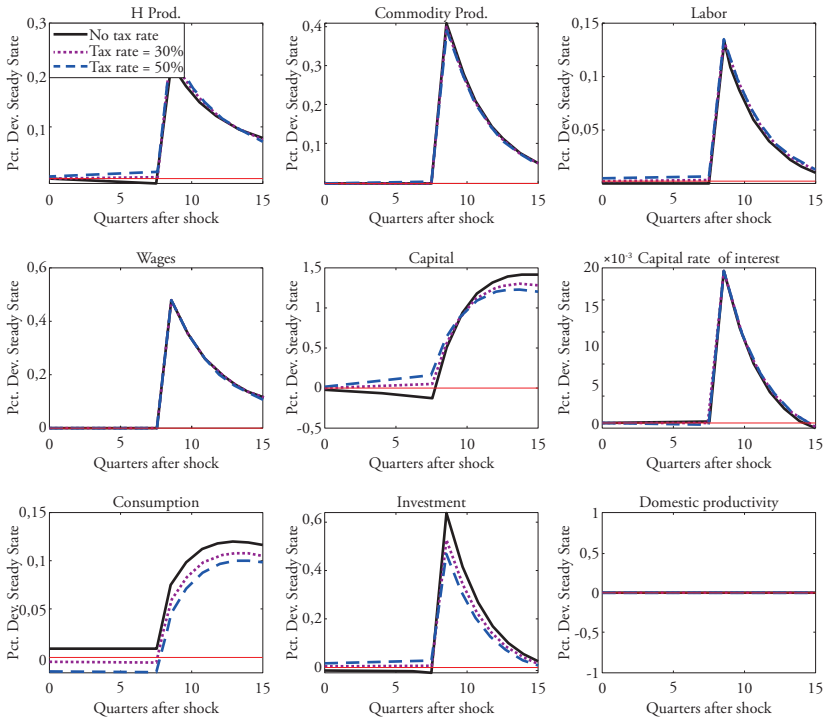 H Prod.
Pct. Dev. Steady State
0,3
0,2
0,1
No tax rate
Tax rate = 30%
Tax rate = 50%
0 5 10 15
Quarters after shock
Commodity Prod.
Pct. Dev. Steady State
0,4
0,3
0,2
0,1
0 5 10 15
Quarters after shock
Labor
Pct. Dev. Steady State
0,15
0,1
0,05
0 5 10 15
Quarters after shock
Wages
Pct. Dev. Steady State
0,6
0,4
0,2
0
0 5 10 15
Quarters after shock
Capital
Pct. Dev. Steady State
1,5
1
0,5
0
-0,5
0 5 10 15
Quarters after shock
×10⁻³ Capital rate of interest
Pct. Dev. Steady State
20
15
10
5
0
0 5 10 15
Quarters after shock
Consumption
Pct. Dev. Steady State
0,15
0,1
0,05
0
0 5 10 15
Quarters after shock
Investment
Pct. Dev. Steady State
0,6
0,4
0,2
0
0 5 10 15
Quarters after shock
Domestic productivity
Pct. Dev. Steady State
1
0,5
0
-0,5
-1
0 5 10 15
Quarters after shock